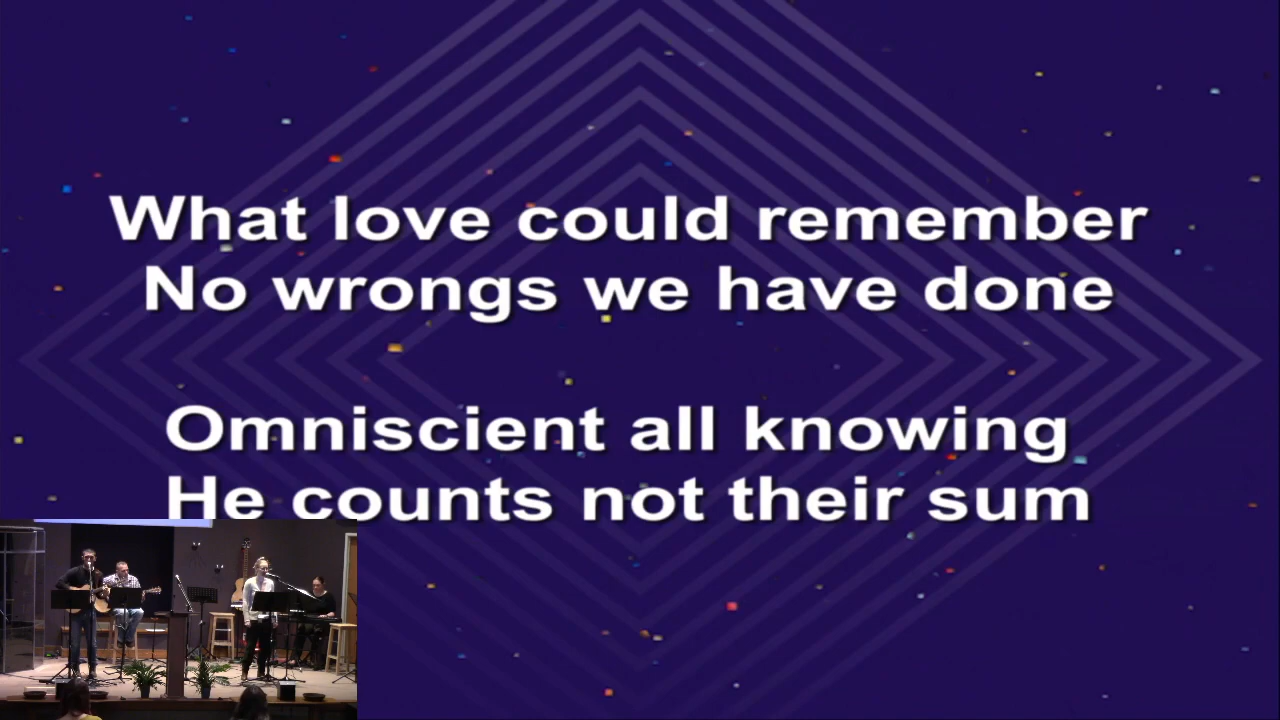 What love could remember
No wrongs we have done
Omniscient all knowing
He counts not their sum